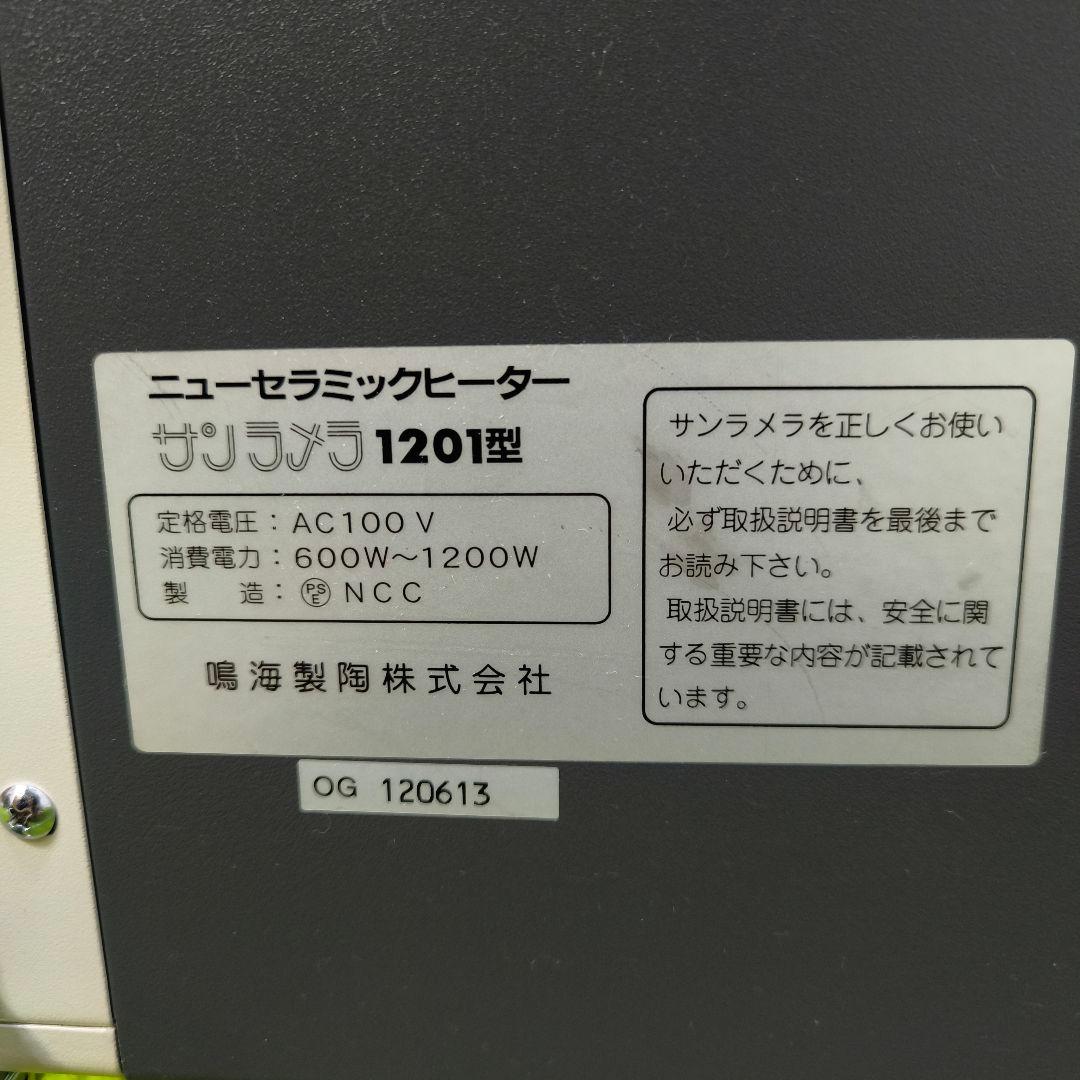 ニューセラミックヒーター
サンラメラ 1201型
定格電圧：AC100V
消費電力：600W～1200W
製　　造：PSE NCC
鳴海製陶株式会社
サンラメラを正しくお使い
いただくために、
必ず取扱説明書を最後まで
お読み下さい。
取扱説明書には、安全に関
する重要な内容が記載されて
います。
OG 120613